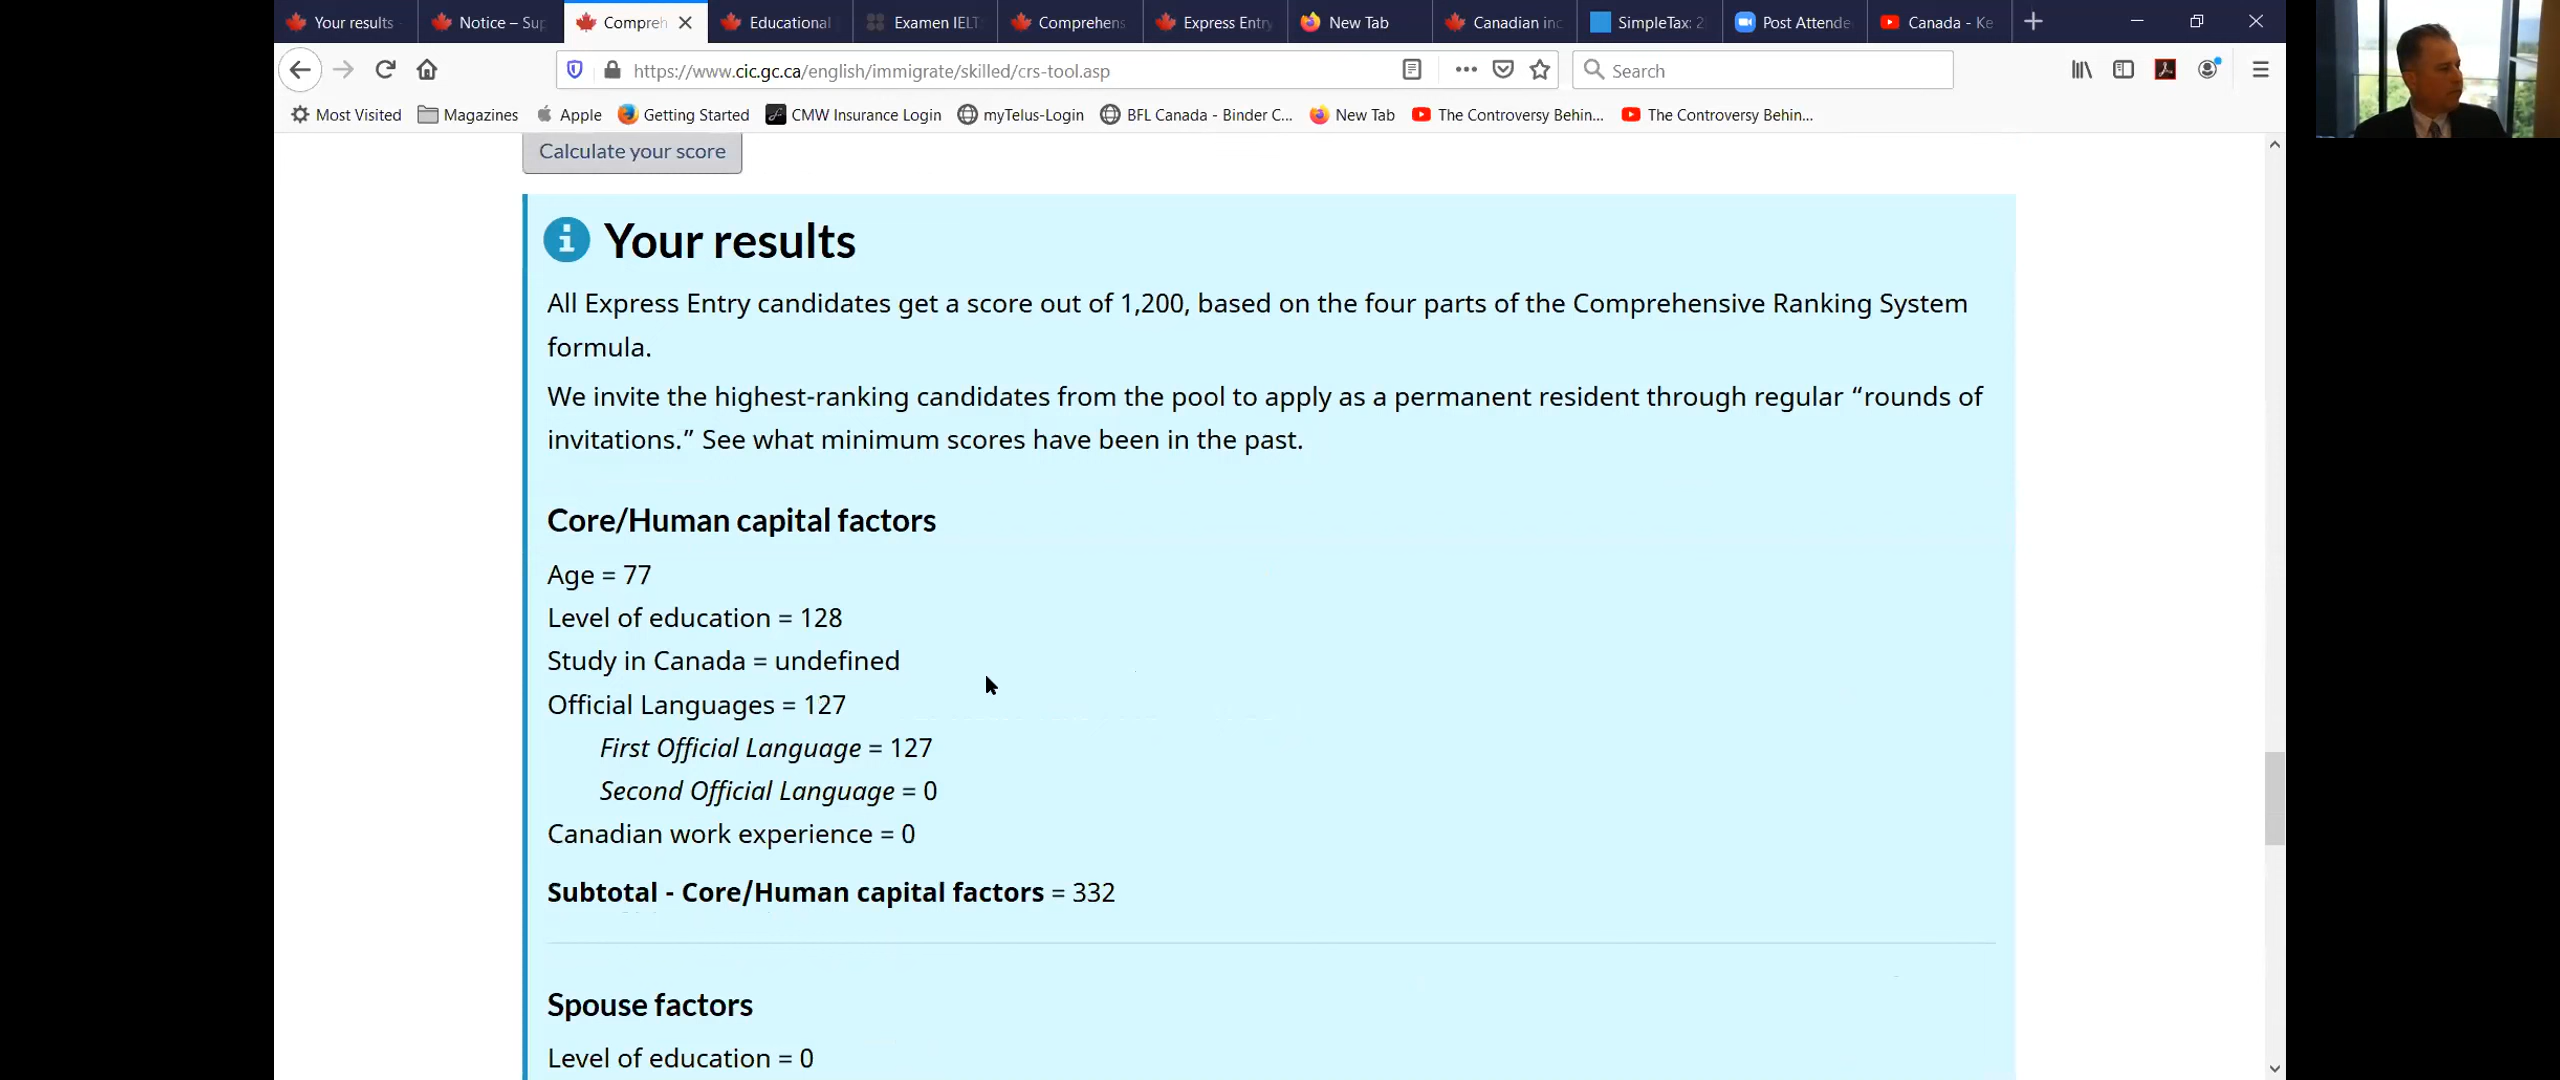 Your results
Notice – Sup
Compreh
Educational
Examen IELT
Comprehens
Express Entry
New Tab
Canadian inc
SimpleTax: 2
Post Attende
Canada - Ke
https://www.cic.gc.ca/english/immigrate/skilled/crs-tool.asp
Search
Most Visited
Magazines
Apple
Getting Started
CMW Insurance Login
myTelus-Login
BFL Canada - Binder C...
New Tab
The Controversy Behin...
The Controversy Behin...
Calculate your score
Your results
All Express Entry candidates get a score out of 1,200, based on the four parts of the Comprehensive Ranking System
formula.
We invite the highest-ranking candidates from the pool to apply as a permanent resident through regular “rounds of
invitations.” See what minimum scores have been in the past.
Core/Human capital factors
Age = 77
Level of education = 128
Study in Canada = undefined
Official Languages = 127
First Official Language = 127
Second Official Language = 0
Canadian work experience = 0
Subtotal - Core/Human capital factors = 332
Spouse factors
Level of education = 0